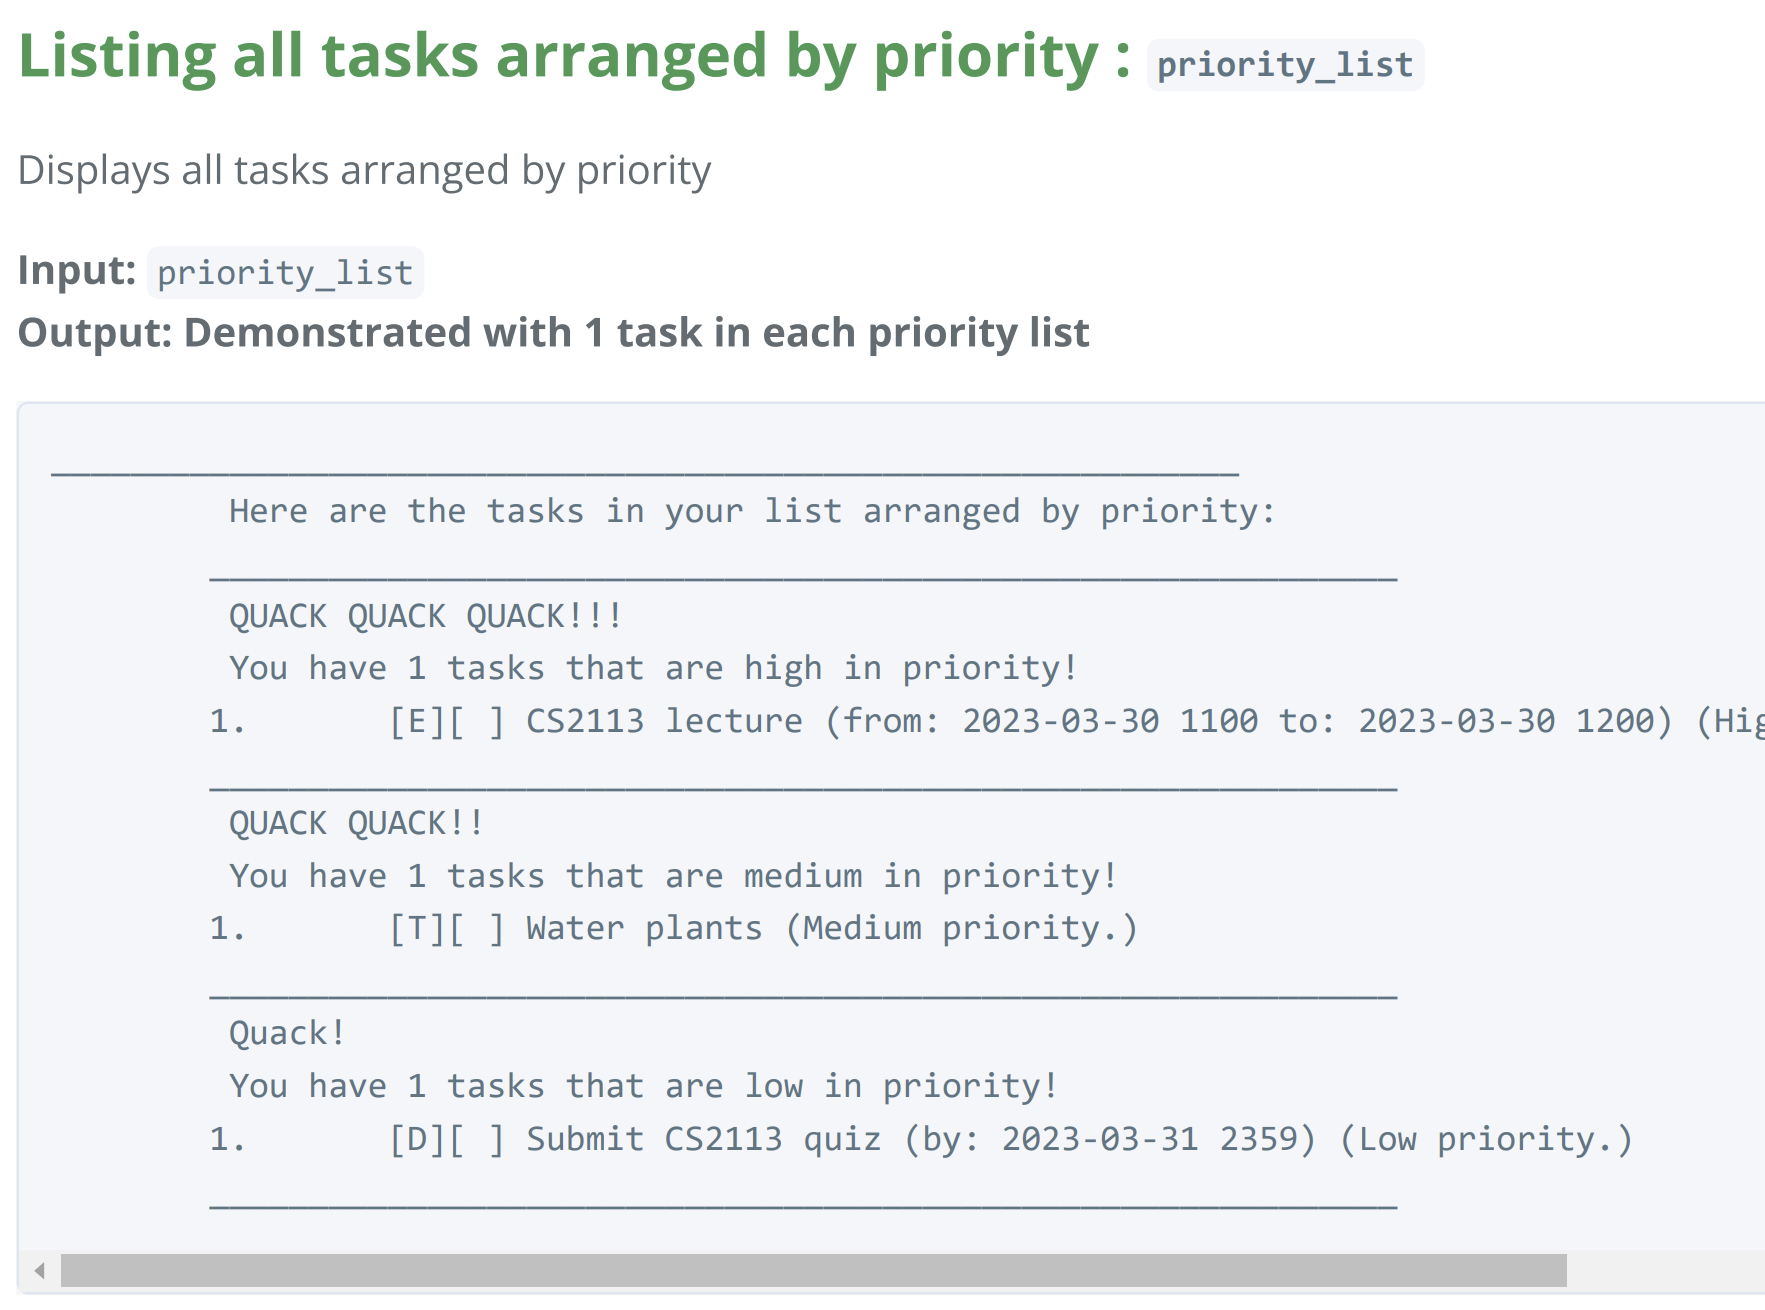 Listing all tasks arranged by priority : priority_list
Displays all tasks arranged by priority
Input: priority_list
Output: Demonstrated with 1 task in each priority list
____________________________________________________________
Here are the tasks in your list arranged by priority:
____________________________________________________________
QUACK QUACK QUACK!!!
You have 1 tasks that are high in priority!
1.       [E][ ] CS2113 lecture (from: 2023-03-30 1100 to: 2023-03-30 1200) (Hig
____________________________________________________________
QUACK QUACK!!
You have 1 tasks that are medium in priority!
1.       [T][ ] Water plants (Medium priority.)
____________________________________________________________
Quack!
You have 1 tasks that are low in priority!
1.       [D][ ] Submit CS2113 quiz (by: 2023-03-31 2359) (Low priority.)
____________________________________________________________